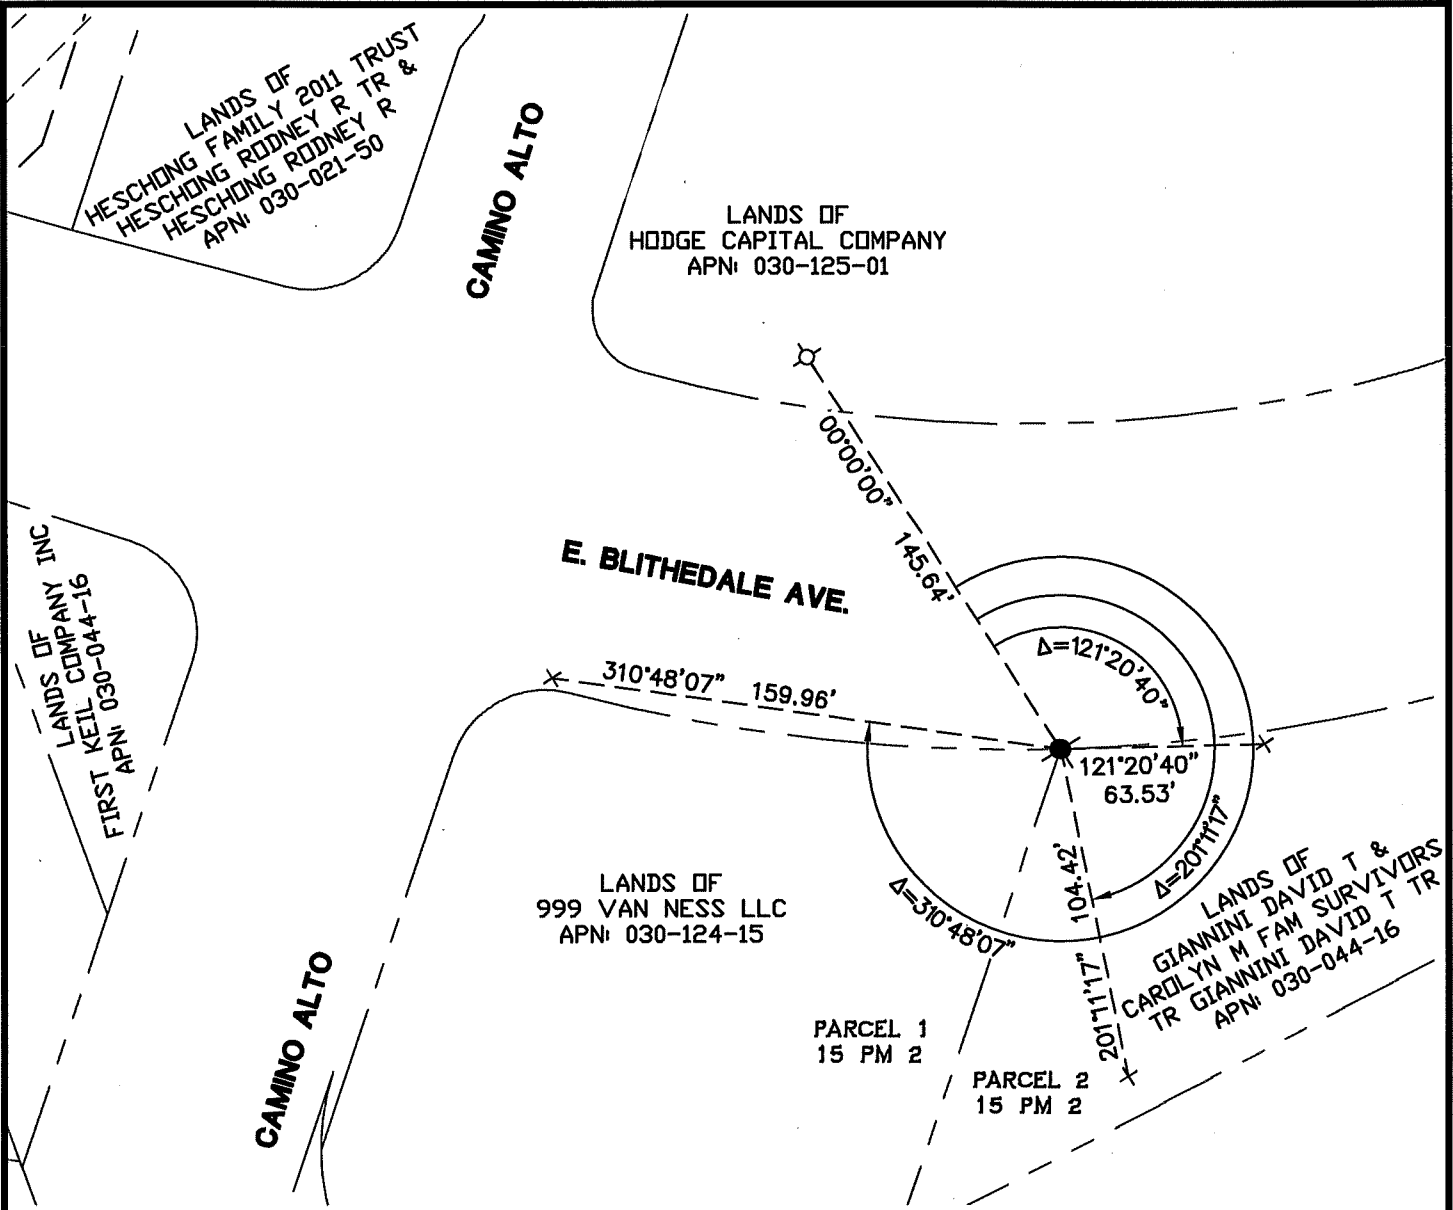 LANDS OF
HESCHONG FAMILY 2011 TRUST
HESCHONG RODNEY R TR &
HESCHONG RODNEY R
APN: 030-021-50
CAMINO ALTO
LANDS OF
HODGE CAPITAL COMPANY
APN: 030-125-01
00°00'00"
145.64'
E. BLITHEDALE AVE.
LANDS OF
FIRST KEIL COMPANY INC
APN: 030-044-16
310°48'07" 159.96'
Δ=121°20'40"
121°20'40"
63.53'
104.42'
201°11'17"
Δ=201°11'17"
Δ=310°48'07"
LANDS OF
999 VAN NESS LLC
APN: 030-124-15
LANDS OF
GIANNINI DAVID T &
CAROLYN M FAM SURVIVORS
TR GIANNINI DAVID T TR
APN: 030-044-16
CAMINO ALTO
PARCEL 1
15 PM 2
PARCEL 2
15 PM 2